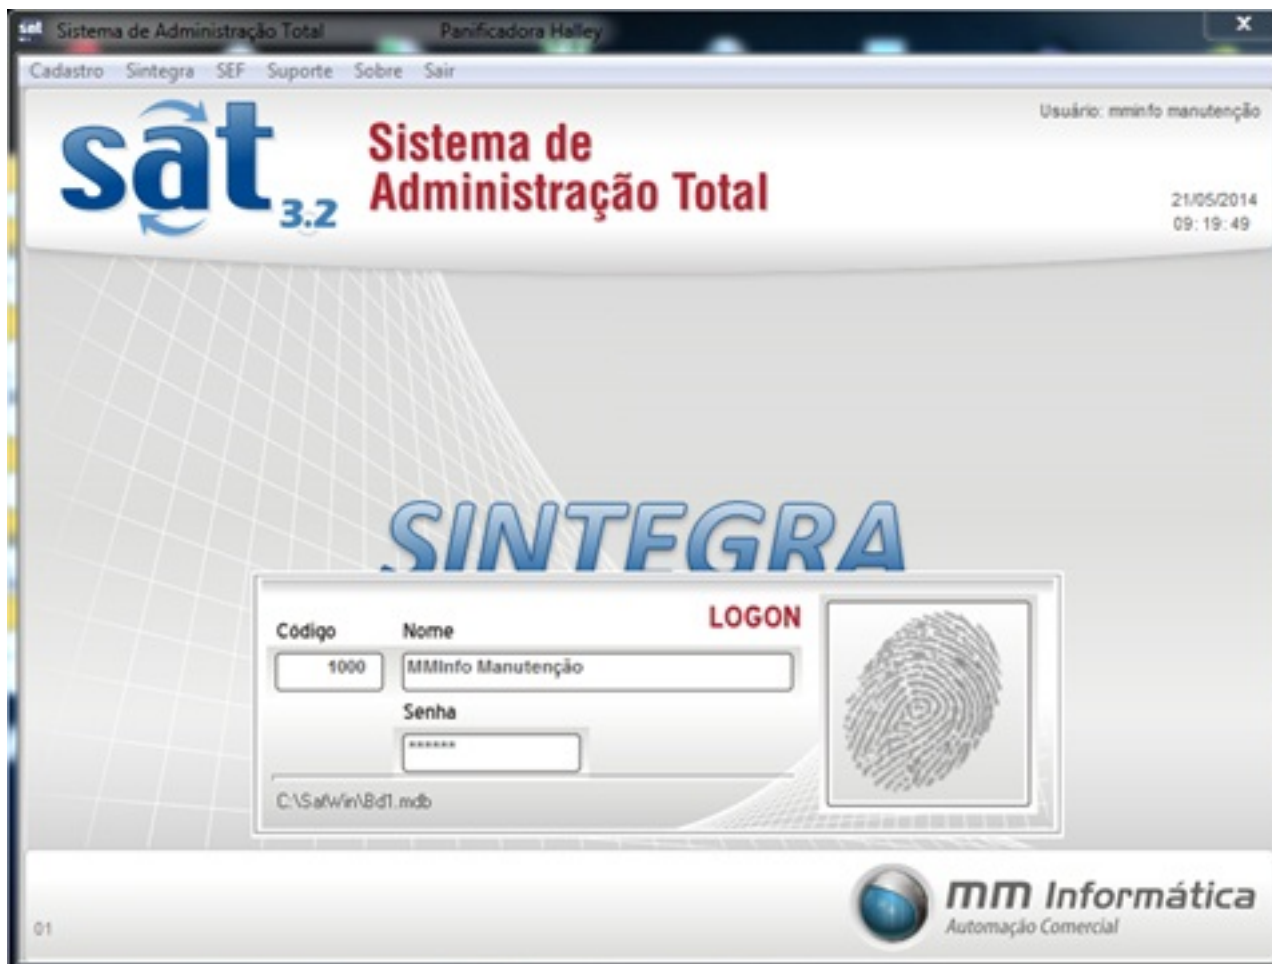 sat Sistema de Administração Total Panificadora Halley X
Cadastro Sintegra SEF Suporte Sobre Sair
Usuário: mminfo manutenção
sat 3.2
Sistema de
Administração Total
21/05/2014
09:19:49
SINTEGRA
LOGON
Código Nome
1000 MMInfo Manutenção
Senha
******
C:\SatWin\Bd1.mdb
mm Informática
Automação Comercial
01